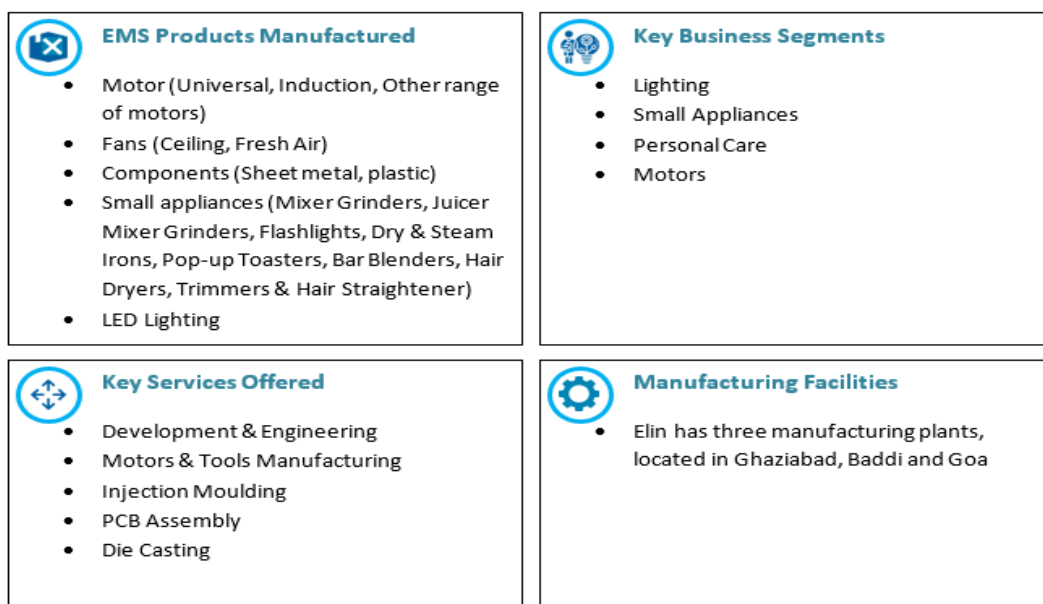 EMS Products Manufactured
• Motor (Universal, Induction, Other range
of motors)
• Fans (Ceiling, Fresh Air)
• Components (Sheet metal, plastic)
• Small appliances (Mixer Grinders, Juicer
Mixer Grinders, Flashlights, Dry & Steam
Irons, Pop-up Toasters, Bar Blenders, Hair
Dryers, Trimmers & Hair Straightener)
• LED Lighting
Key Business Segments
• Lighting
• Small Appliances
• Personal Care
• Motors
Key Services Offered
• Development & Engineering
• Motors & Tools Manufacturing
• Injection Moulding
• PCB Assembly
• Die Casting
Manufacturing Facilities
• Elin has three manufacturing plants,
located in Ghaziabad, Baddi and Goa